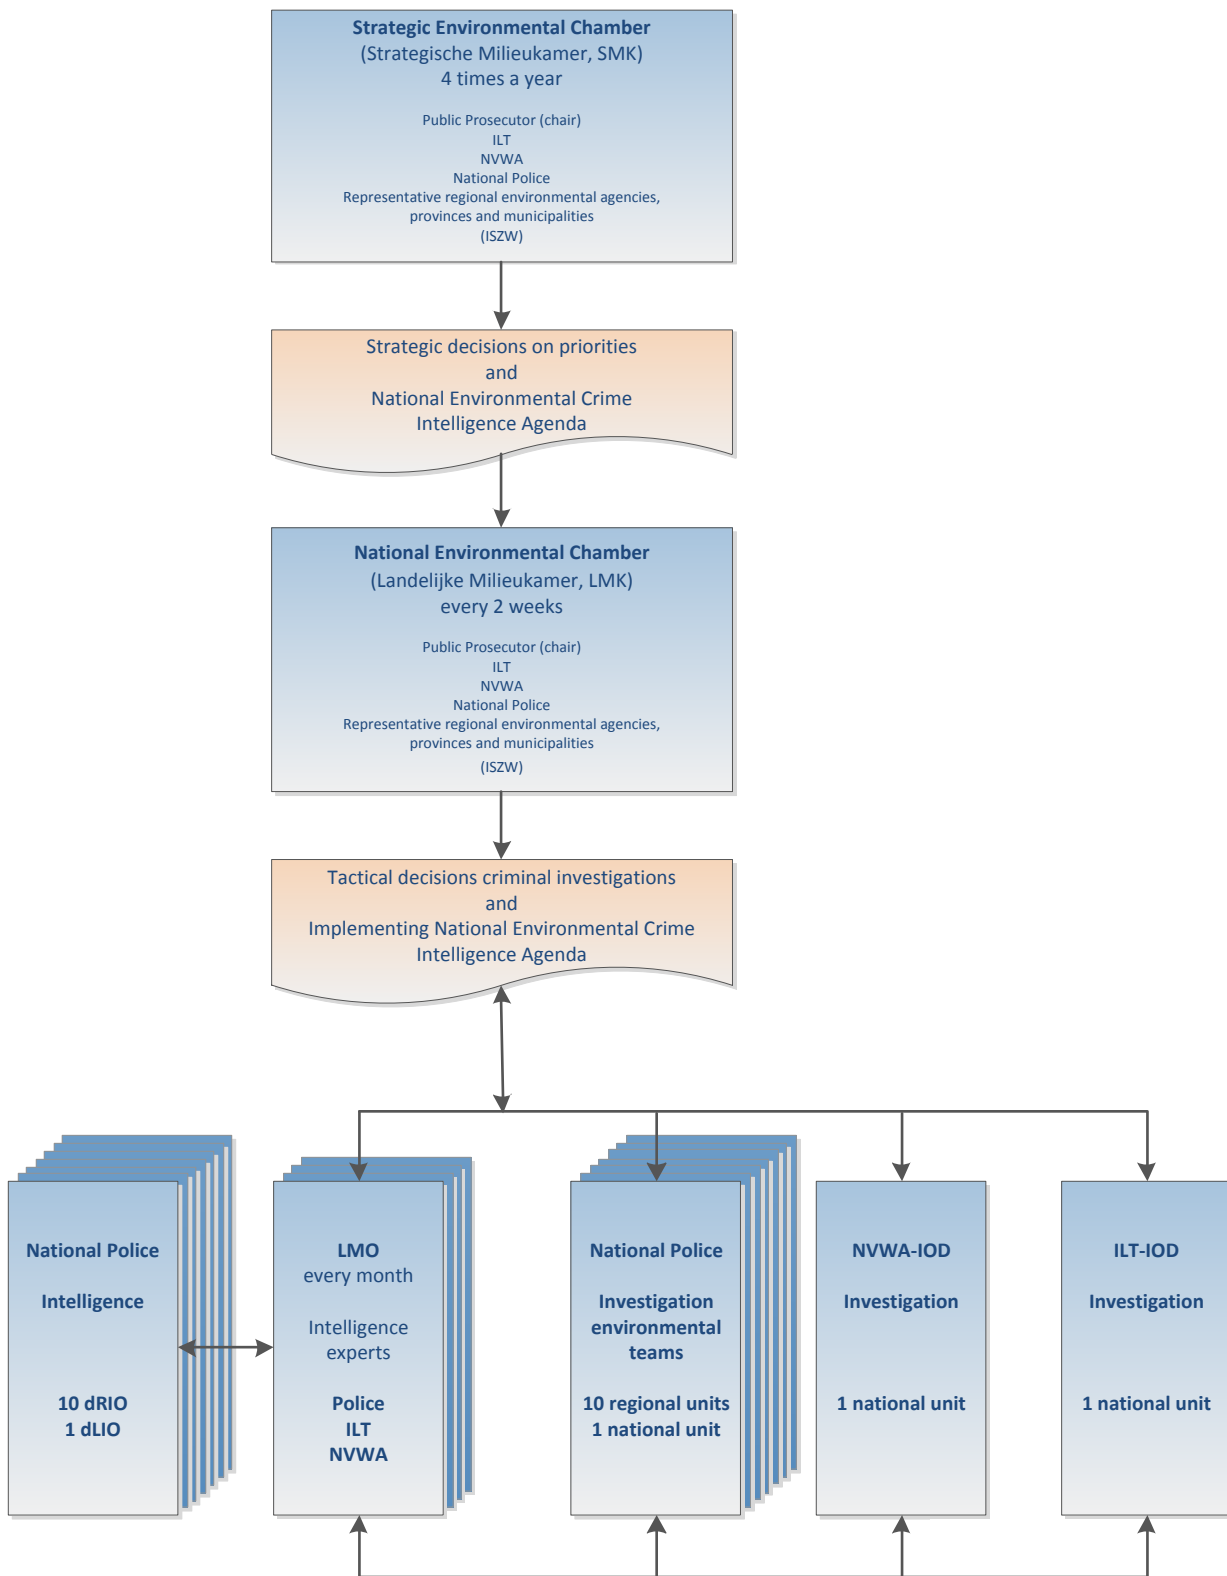 Strategic Environmental Chamber
(Strategische Milieukamer, SMK)
4 times a year
Public Prosecutor (chair)
ILT
NVWA
National Police
Representative regional environmental agencies,
provinces and municipalities
(ISZW)
Strategic decisions on priorities
and
National Environmental Crime
Intelligence Agenda
National Environmental Chamber
(Landelijke Milieukamer, LMK)
every 2 weeks
Public Prosecutor (chair)
ILT
NVWA
National Police
Representative regional environmental agencies,
provinces and municipalities
(ISZW)
Tactical decisions criminal investigations
and
Implementing National Environmental Crime
Intelligence Agenda
National Police
Intelligence
10 dRIO
1 dLIO
LMO
every month
Intelligence
experts
Police
ILT
NVWA
National Police
Investigation
environmental
teams
10 regional units
1 national unit
NVWA-IOD
Investigation
1 national unit
ILT-IOD
Investigation
1 national unit